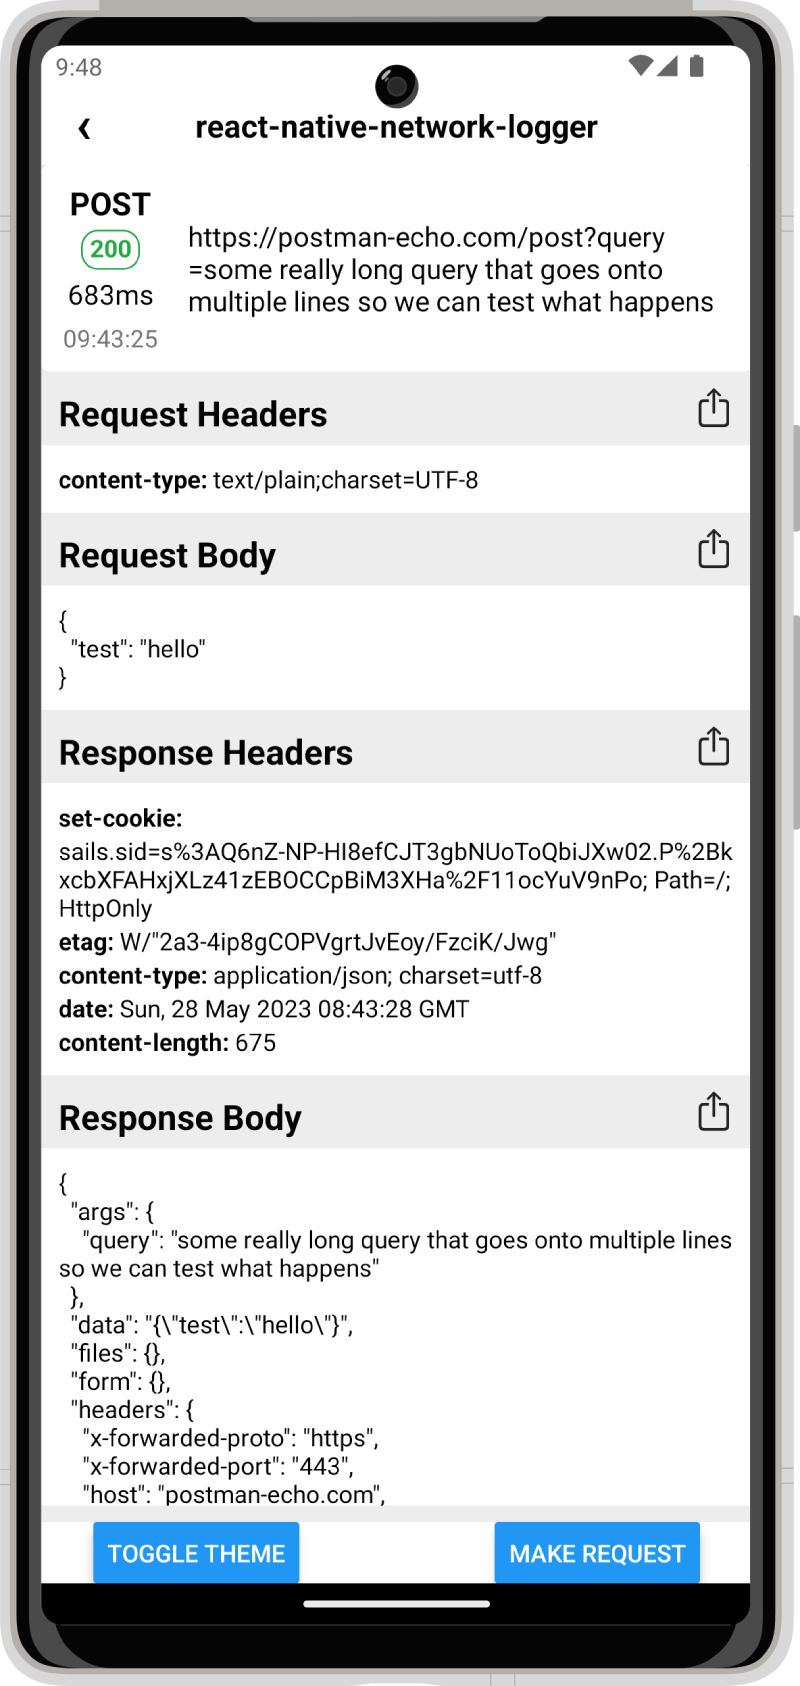 9:48
react-native-network-logger
POST
200
683ms
09:43:25
https://postman-echo.com/post?query
=some really long query that goes onto
multiple lines so we can test what happens
Request Headers
content-type: text/plain;charset=UTF-8
Request Body
{
"test": "hello"
}
Response Headers
set-cookie:
sails.sid=s%3AQ6nZ-NP-HI8efCJT3gbNUoToQbiJXw02.P%2Bk
xcbXFAHxjXLz41zEBOCCpBiM3XHa%2F11ocYuV9nPo; Path=/;
HttpOnly
etag: W/"2a3-4ip8gCOPVgrtJvEoy/FzciK/Jwg"
content-type: application/json; charset=utf-8
date: Sun, 28 May 2023 08:43:28 GMT
content-length: 675
Response Body
{
"args": {
"query": "some really long query that goes onto multiple lines
so we can test what happens"
},
"data": "{\"test\":\"hello\"}",
"files": {},
"form": {},
"headers": {
"x-forwarded-proto": "https",
"x-forwarded-port": "443",
"host": "postman-echo.com",
TOGGLE THEME
MAKE REQUEST